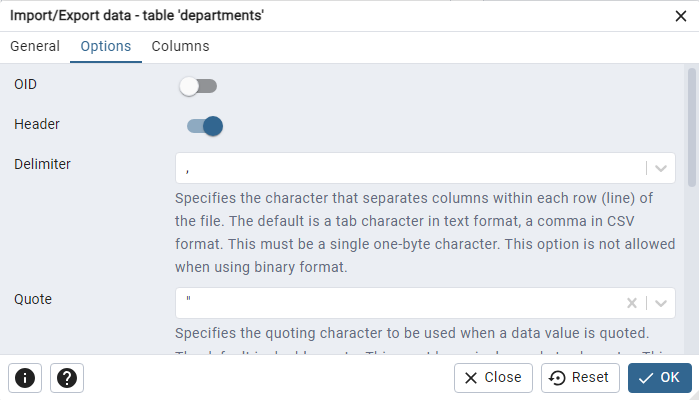 Import/Export data - table 'departments'
General Options Columns
OID
Header
Delimiter
,
Specifies the character that separates columns within each row (line) of
the file. The default is a tab character in text format, a comma in CSV
format. This must be a single one-byte character. This option is not allowed
when using binary format.
Quote
"
Specifies the quoting character to be used when a data value is quoted.
Close Reset OK